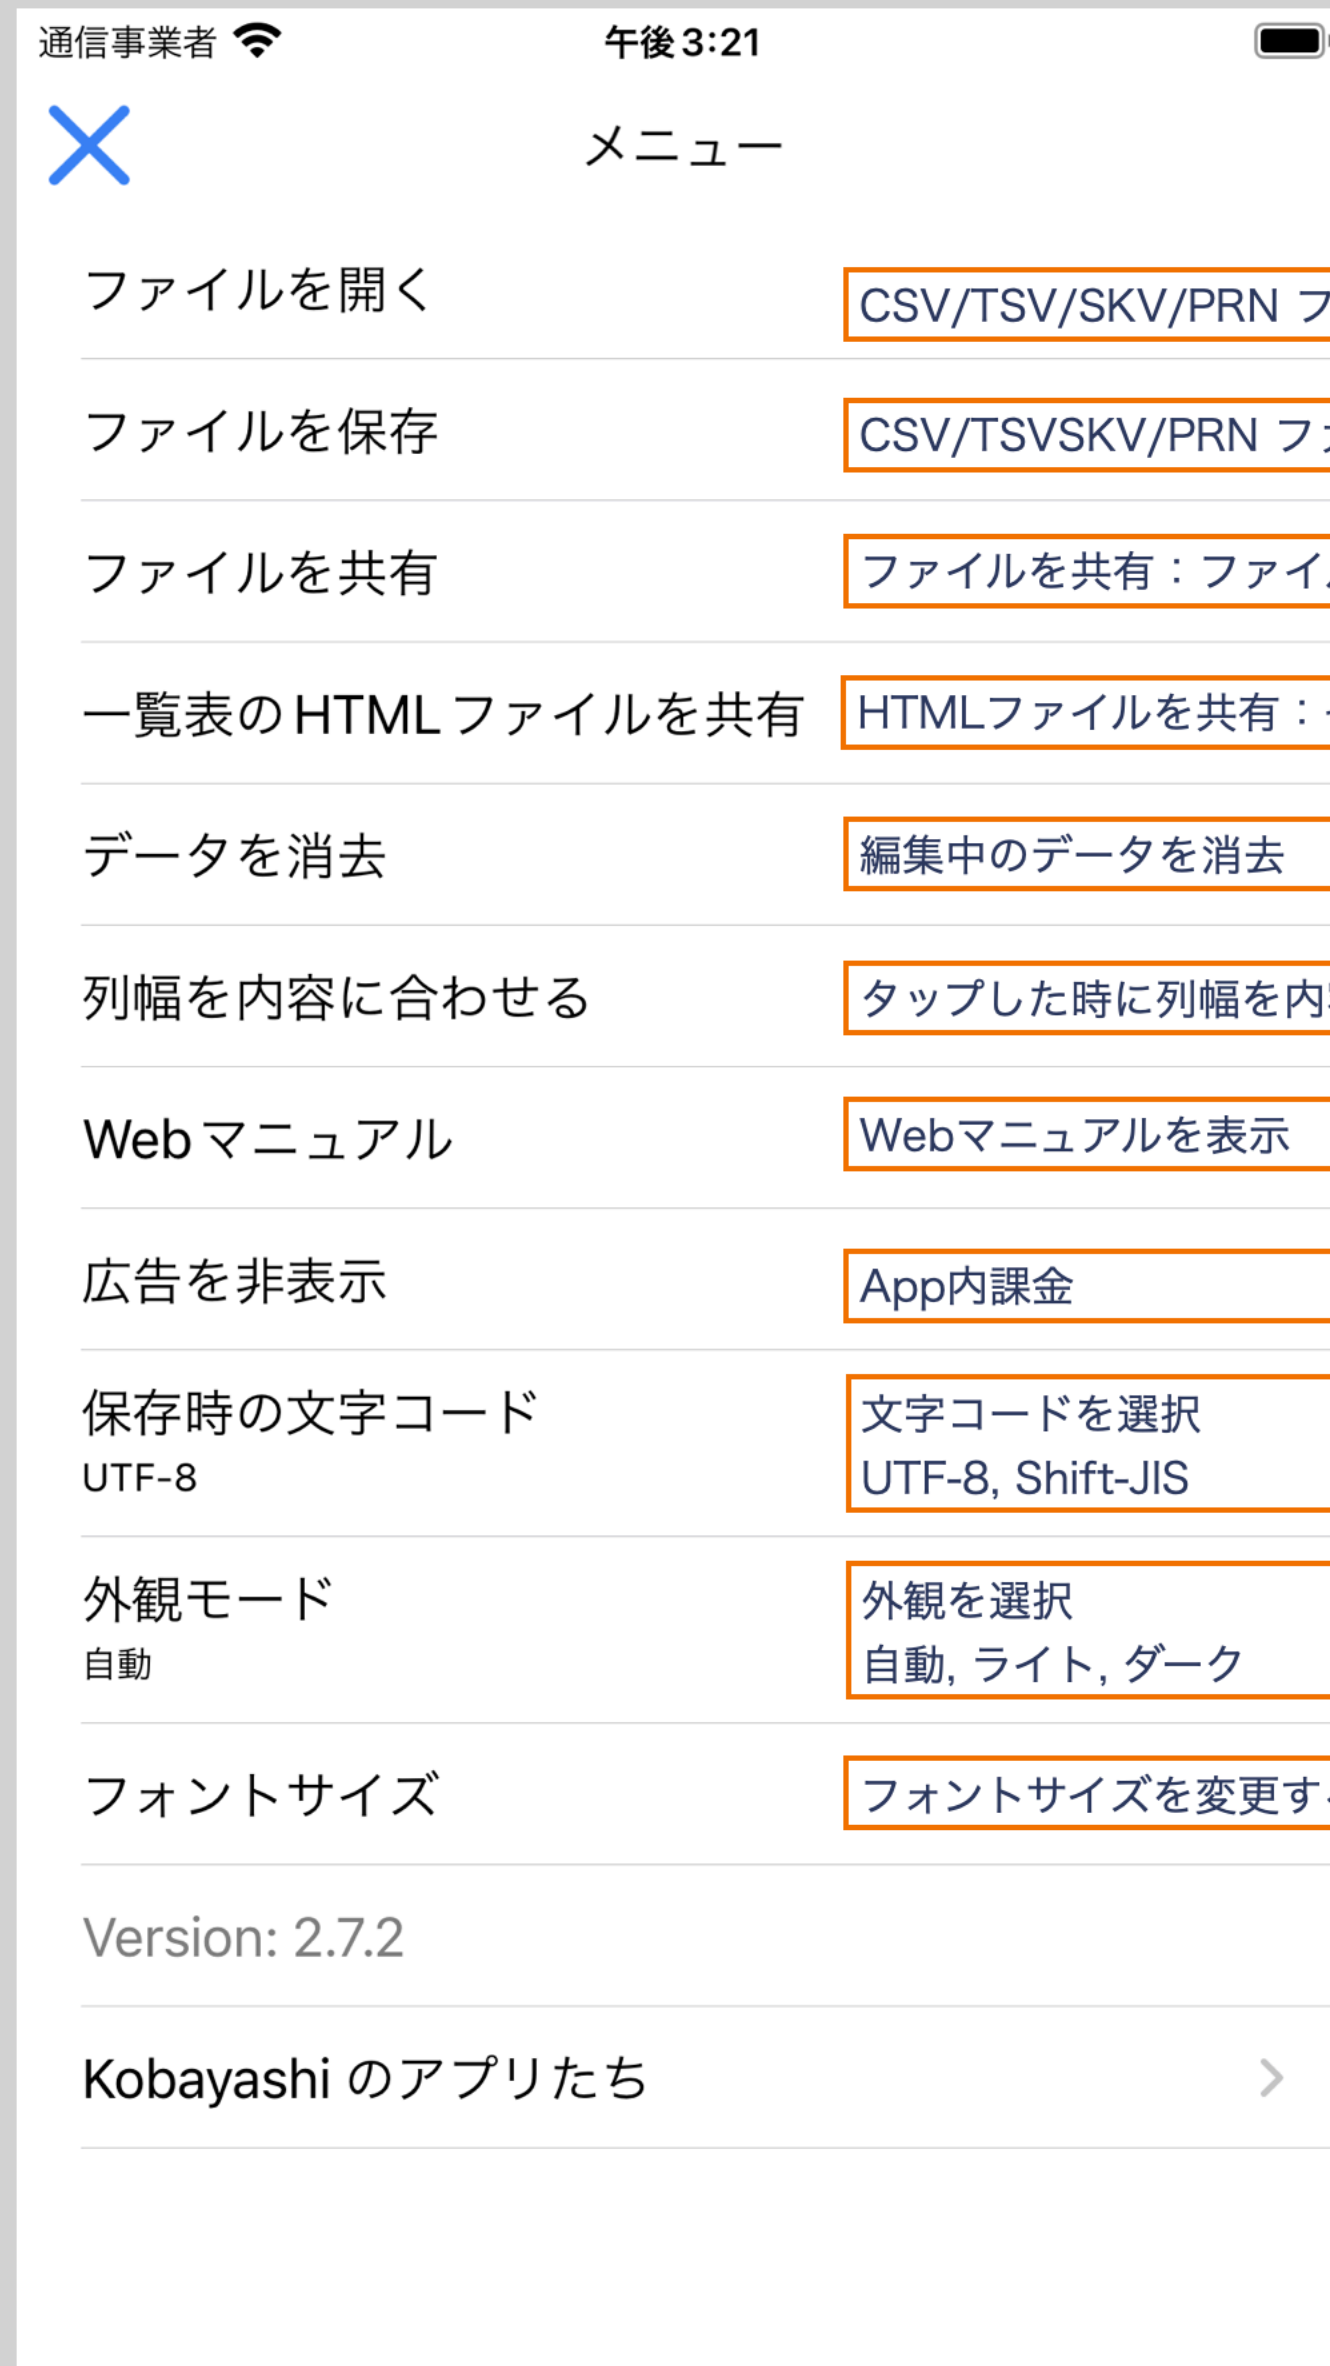 通信事業者
午後3:21
メニュー
ファイルを開く
CSV/TSV/SKV/PRN フ
ファイルを保存
CSV/TSVSKV/PRN ファ
ファイルを共有
ファイルを共有：ファイ
一覧表のHTMLファイルを共有
HTMLファイルを共有：
データを消去
編集中のデータを消去
列幅を内容に合わせる
タップした時に列幅を内
Webマニュアル
Webマニュアルを表示
広告を非表示
App内課金
保存時の文字コード
UTF-8
文字コードを選択
UTF-8, Shift-JIS
外観モード
自動
外観を選択
自動, ライト, ダーク
フォントサイズ
フォントサイズを変更す
Version: 2.7.2
Kobayashi のアプリたち